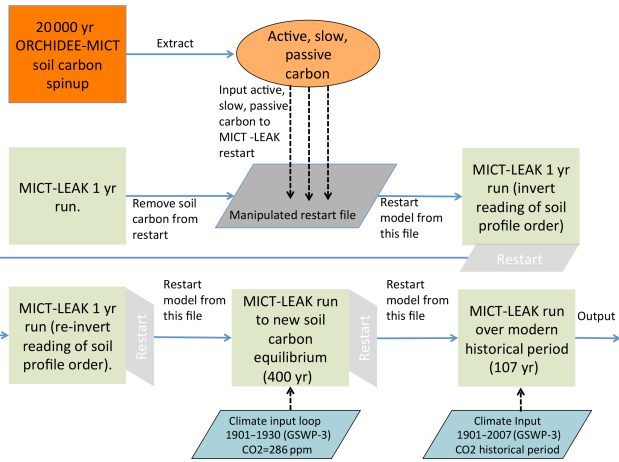 20 000 yr
ORCHIDEE-MICT
soil carbon
spinup
Extract
Active, slow,
passive
carbon
Input active,
slow, passive
carbon to
MICT -LEAK
restart
MICT-LEAK 1 yr
run.
Remove soil
carbon from
restart
Manipulated restart file
Restart
model from
this file
MICT-LEAK 1 yr
run (invert
reading of soil
profile order)
Restart
MICT-LEAK 1 yr
run (re-invert
reading of soil
profile order).
Restart
Restart
model from
this file
MICT-LEAK run
to new soil
carbon
equilibrium
(400 yr)
Restart
Restart
model from
this file
MICT-LEAK run
over modern
historical period
(107 yr)
Output
Climate input loop
1901–1930 (GSWP-3)
CO2=286 ppm
Climate Input
1901–2007 (GSWP-3)
CO2 historical period